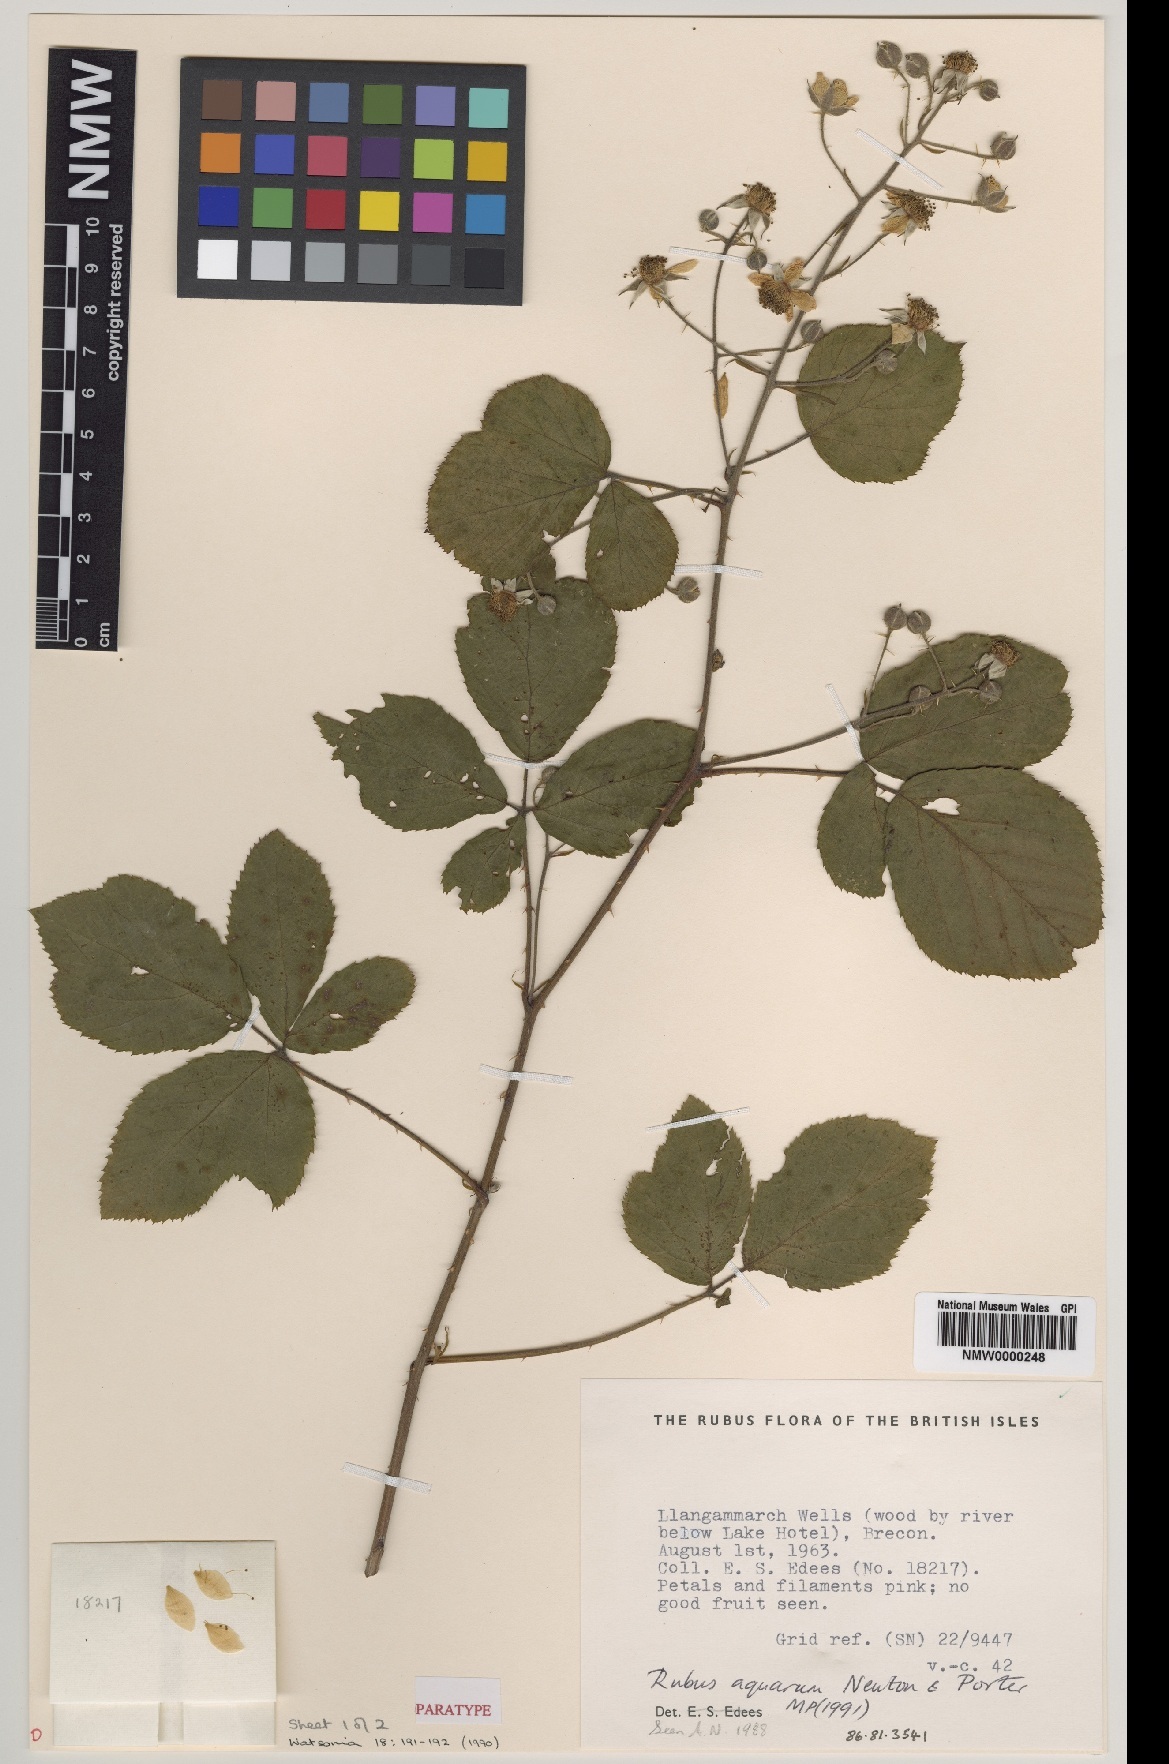 NMW
copyright reserved
10
9
8
7
6
5
4
3
2
1
0
cm
National Museum Wales GPI
NMW0000248
THE RUBUS FLORA OF THE BRITISH ISLES
Llangammarch Wells (wood by river
below Lake Hotel), Brecon.
August 1st, 1963.
Coll. E. S. Edees (No. 18217).
Petals and filaments pink; no
good fruit seen.
Grid ref. (SN) 22/9447
v.-c. 42
Rubus aquarum Newton & Porter
Det. E. S. Edees MP(1991)
Seen A. N. 1988
86.81.3541
18217
PARATYPE
D
Sheet 1 of 2
Watsonia 18: 191-192 (1990)